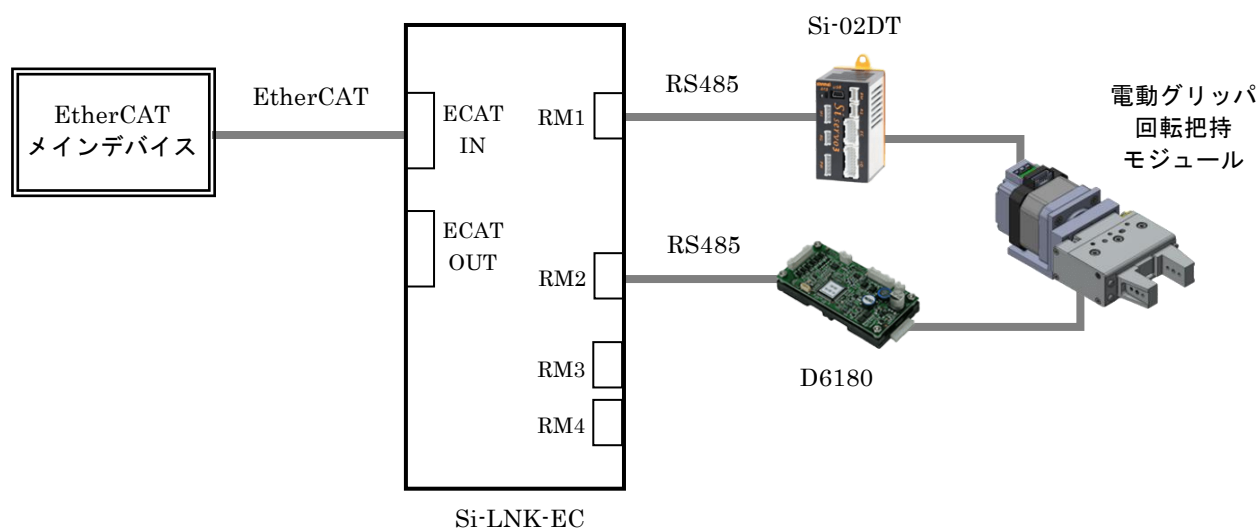 Si-02DT
EtherCAT
メインデバイス
EtherCAT
ECAT
IN
RM1
RS485
電動グリッパ
回転把持
モジュール
ECAT
OUT
RM2
RS485
RM3
RM4
D6180
Si-LNK-EC